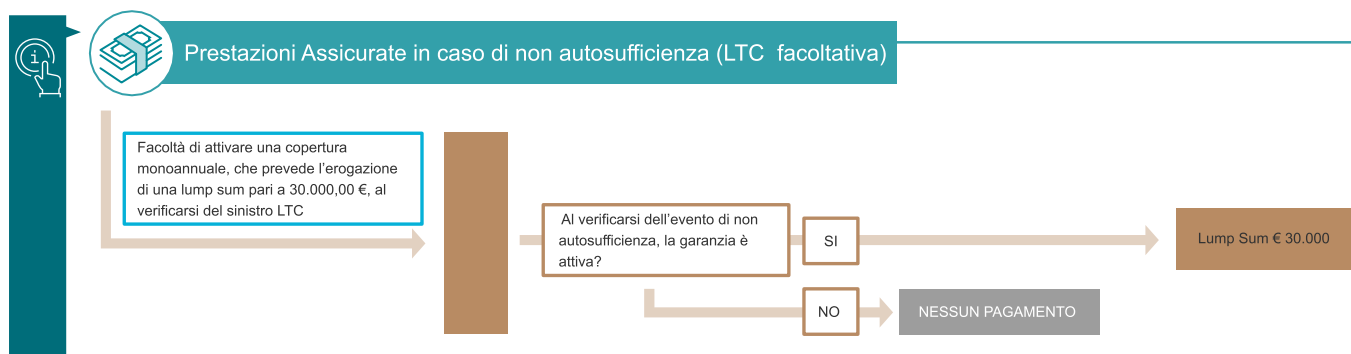 Prestazioni Assicurate in caso di non autosufficienza (LTC facoltativa)
Facoltà di attivare una copertura
monoannuale, che prevede l'erogazione
di una lump sum pari a 30.000,00 €, al
verificarsi del sinistro LTC
Al verificarsi dell'evento di non
autosufficienza, la garanzia è
attiva?
SI
Lump Sum € 30.000
NO
NESSUN PAGAMENTO